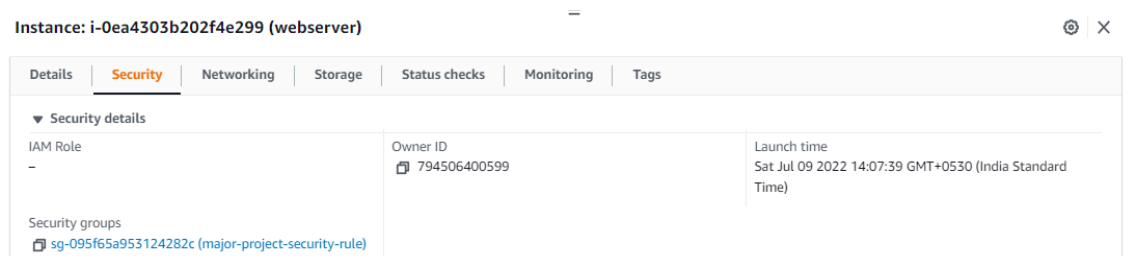 Instance: i-0ea4303b202f4e299 (webserver)
Details Security Networking Storage Status checks Monitoring Tags
▼ Security details
IAM Role
–
Owner ID
794506400599
Launch time
Sat Jul 09 2022 14:07:39 GMT+0530 (India Standard
Time)
Security groups
sg-095f65a953124282c (major-project-security-rule)